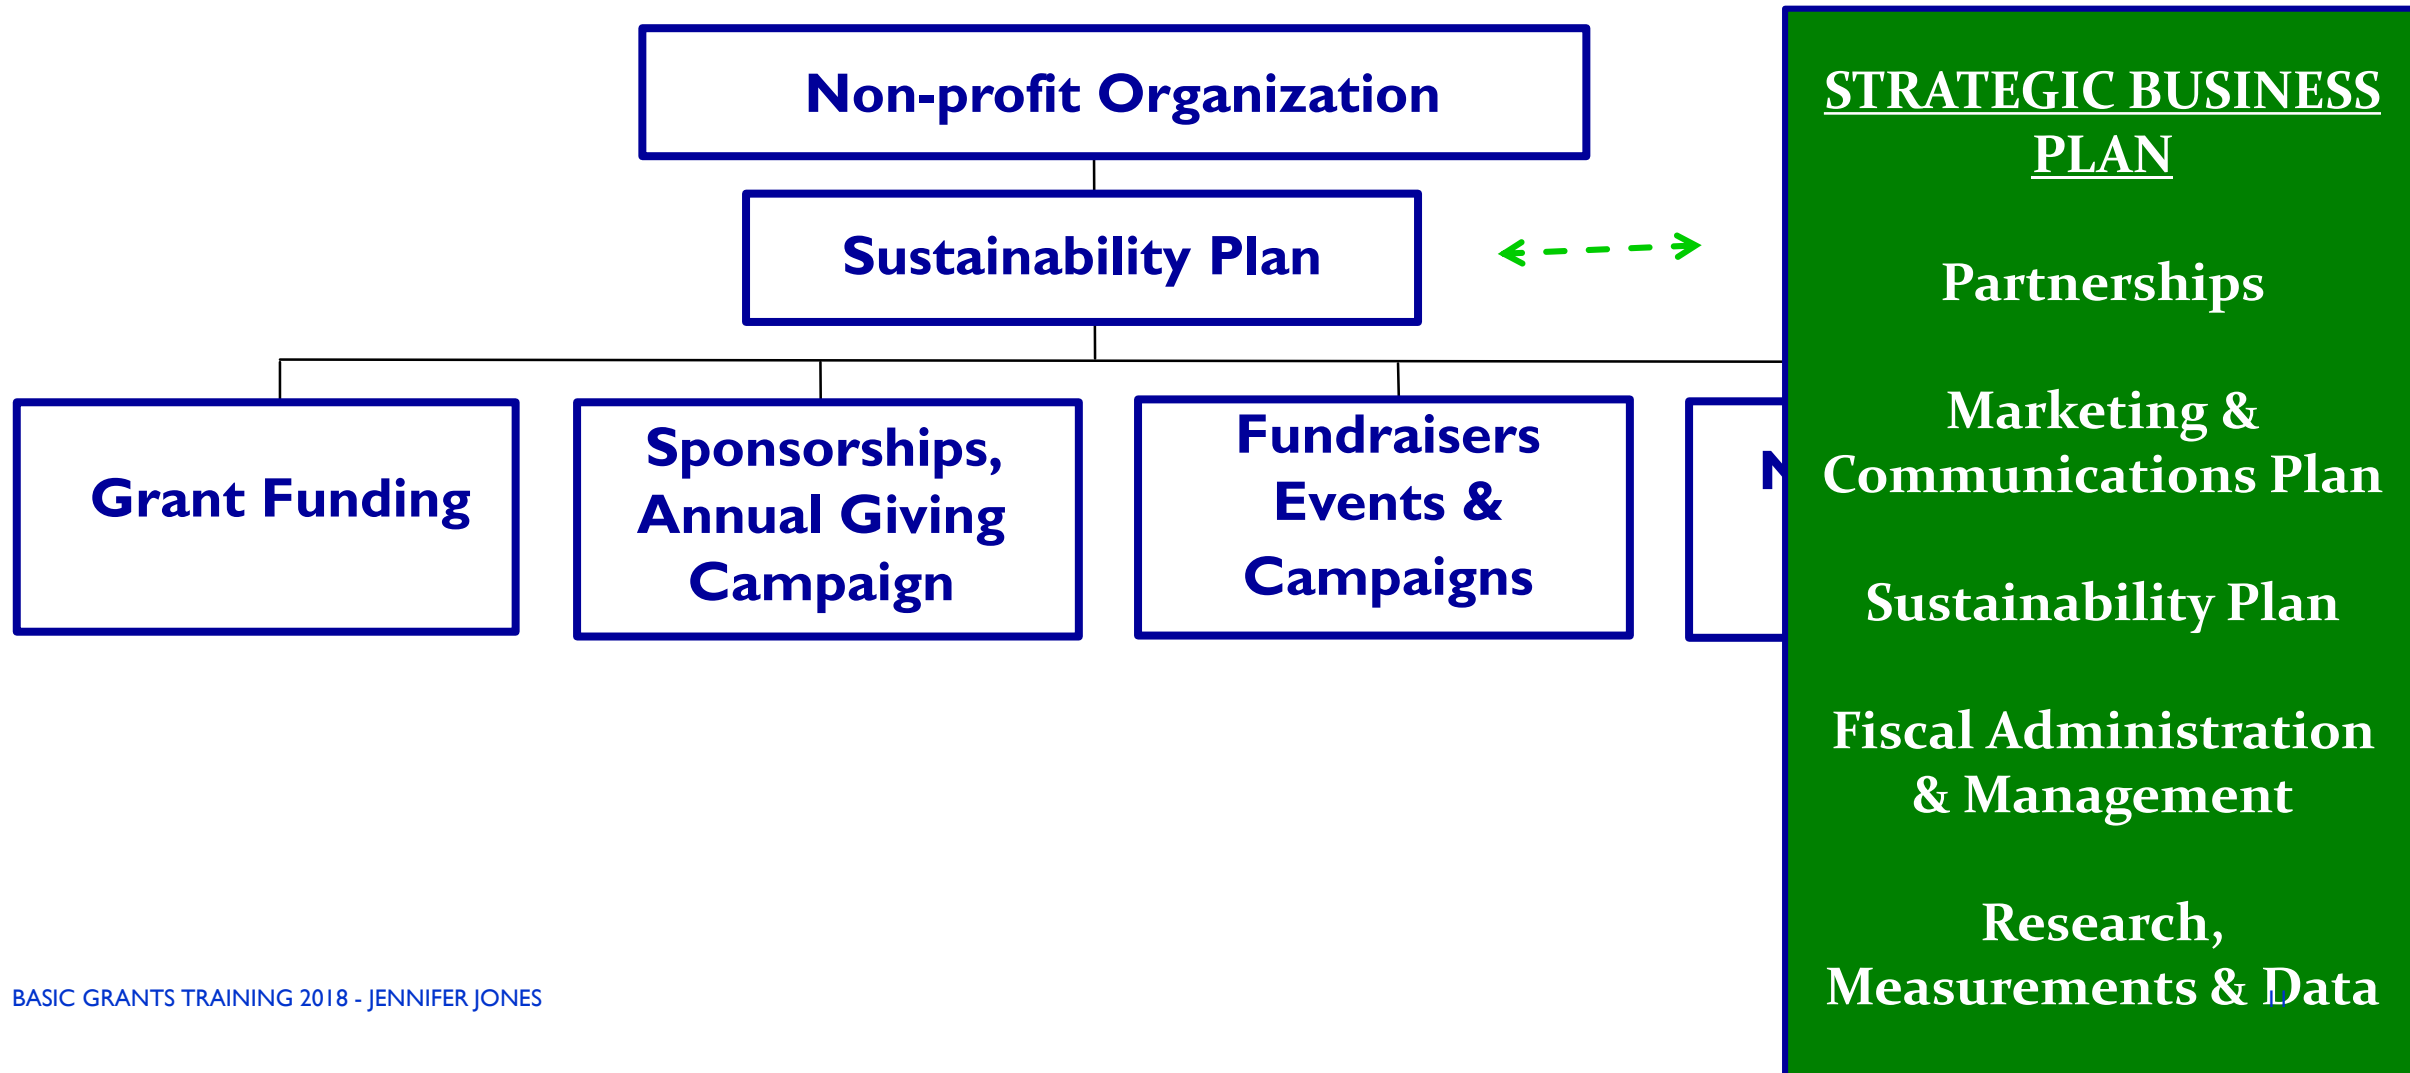 Non-profit Organization
Sustainability Plan
Grant Funding
Sponsorships,
Annual Giving
Campaign
Fundraisers
Events &
Campaigns
STRATEGIC BUSINESS
PLAN
Partnerships
Marketing &
Communications Plan
Sustainability Plan
Fiscal Administration
& Management
Research,
Measurements & Data
BASIC GRANTS TRAINING 2018 - JENNIFER JONES
11